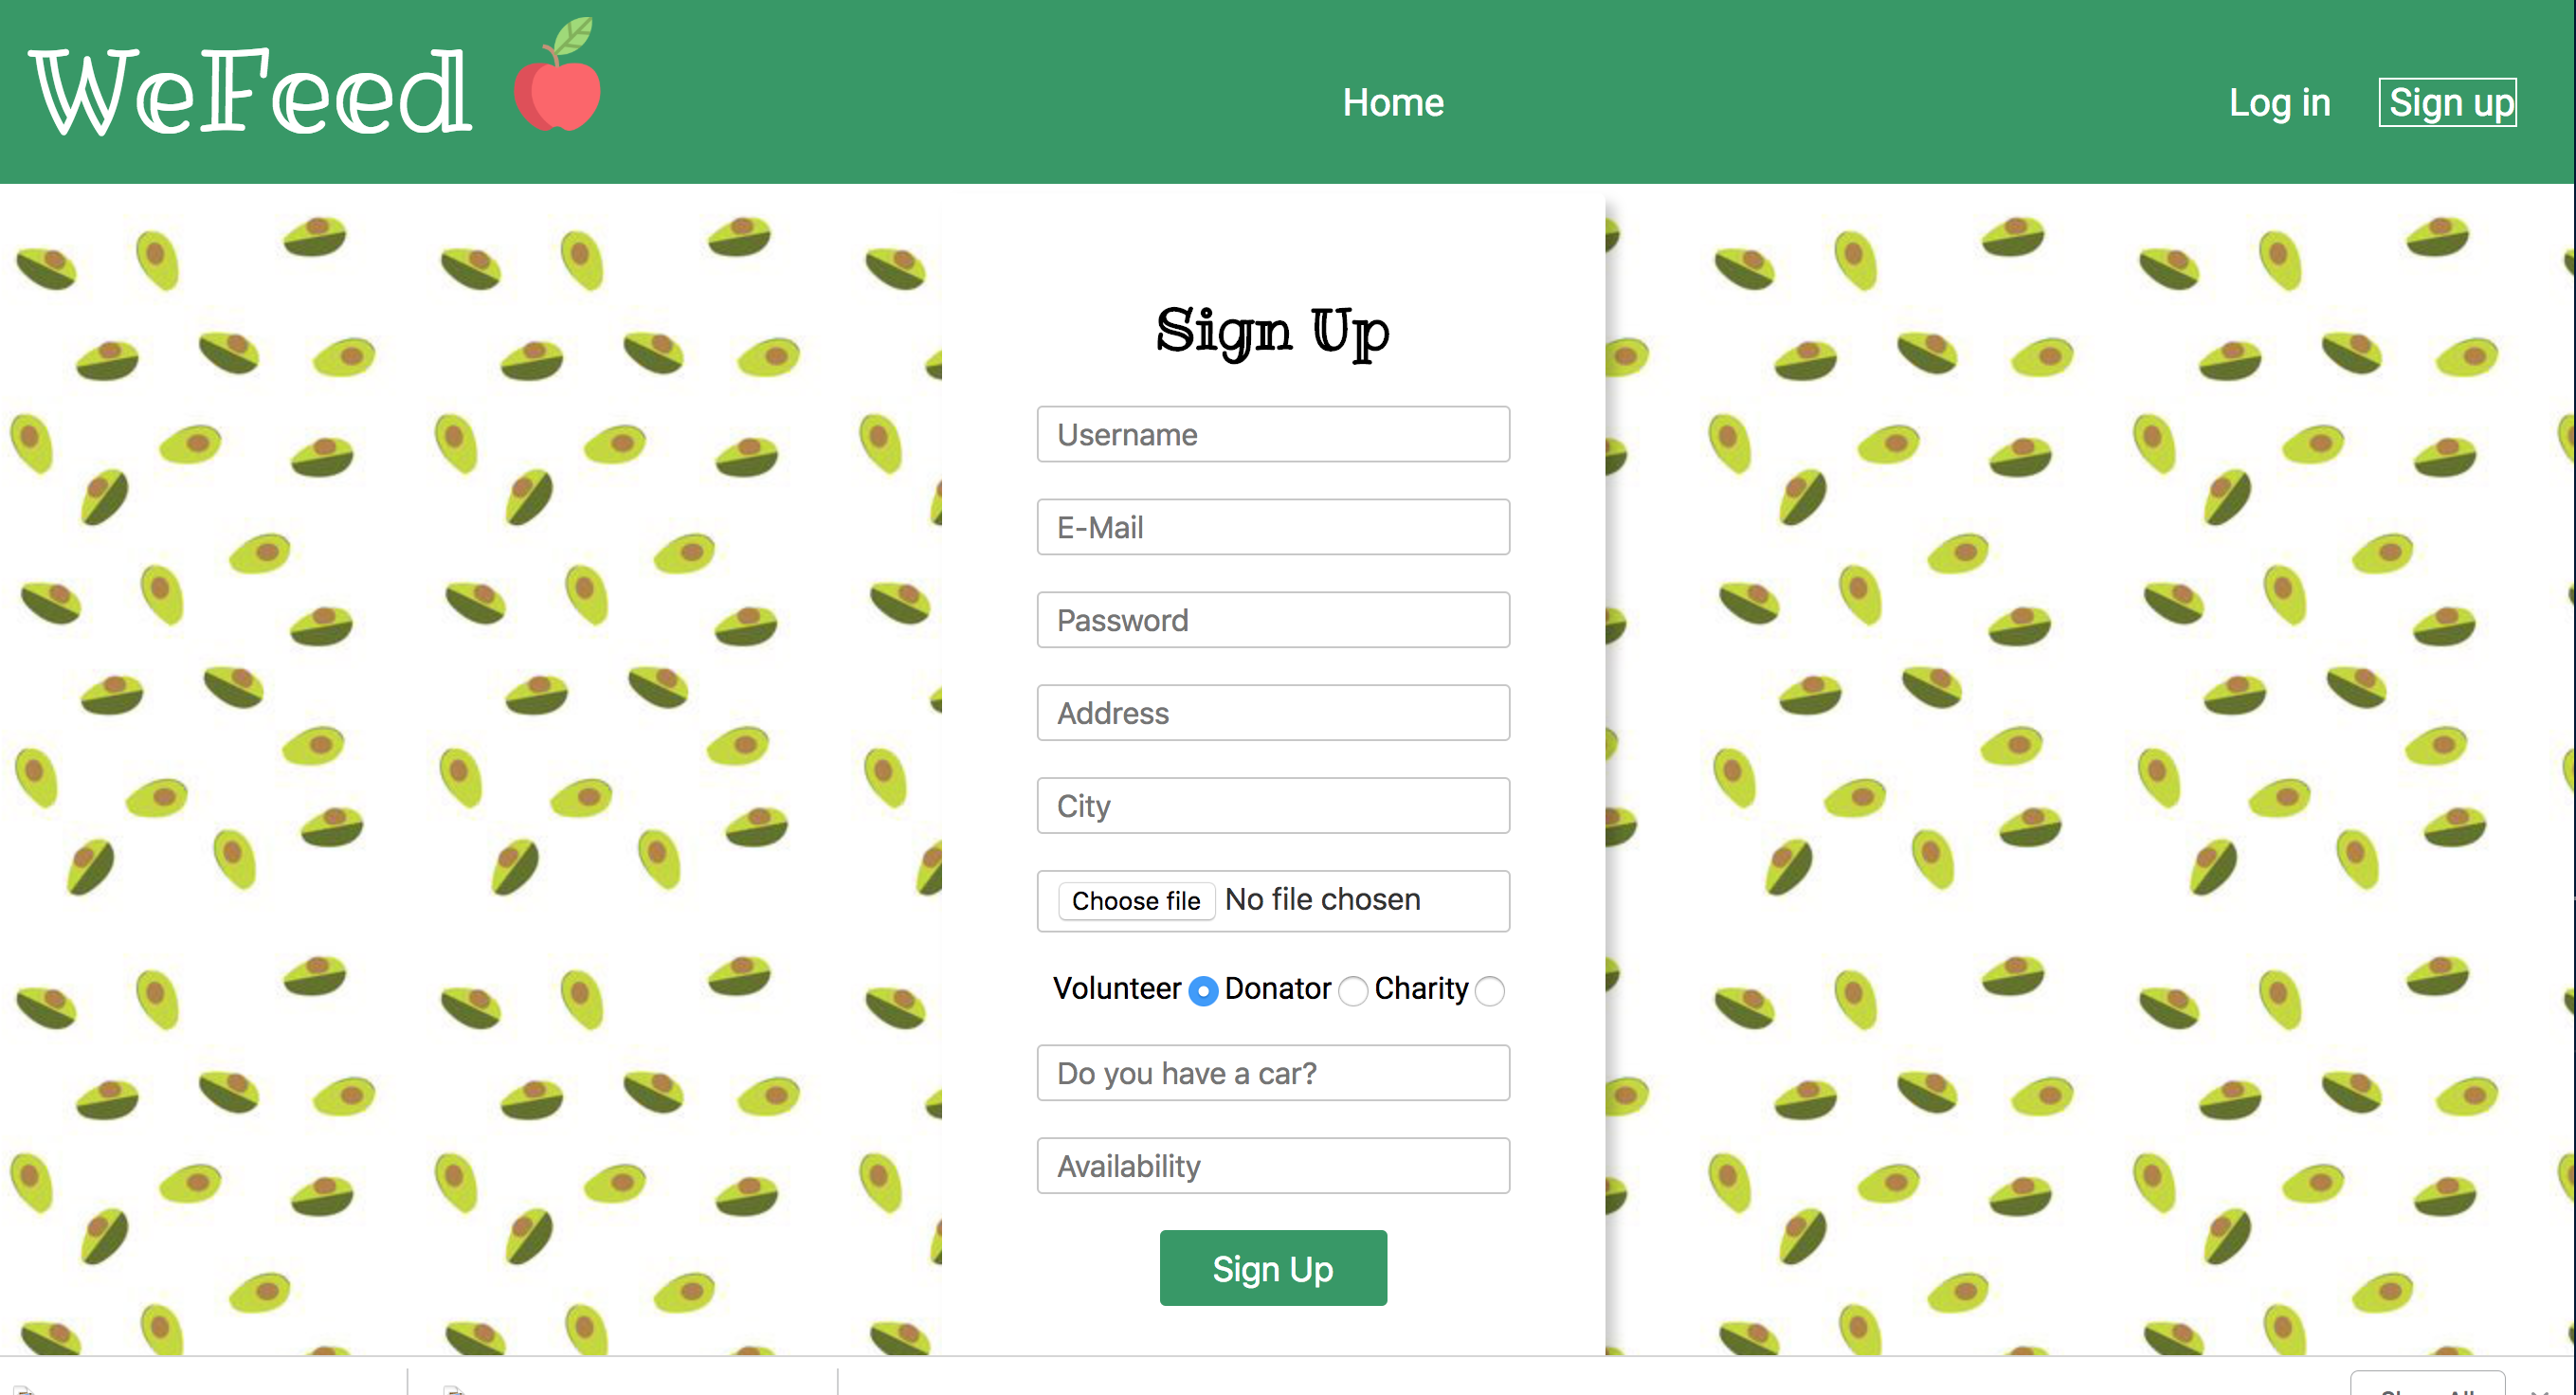 WeFeed
Home
Log in
Sign up
Sign Up
Username
E-Mail
Password
Address
City
Choose file No file chosen
Volunteer Donator Charity
Do you have a car?
Availability
Sign Up